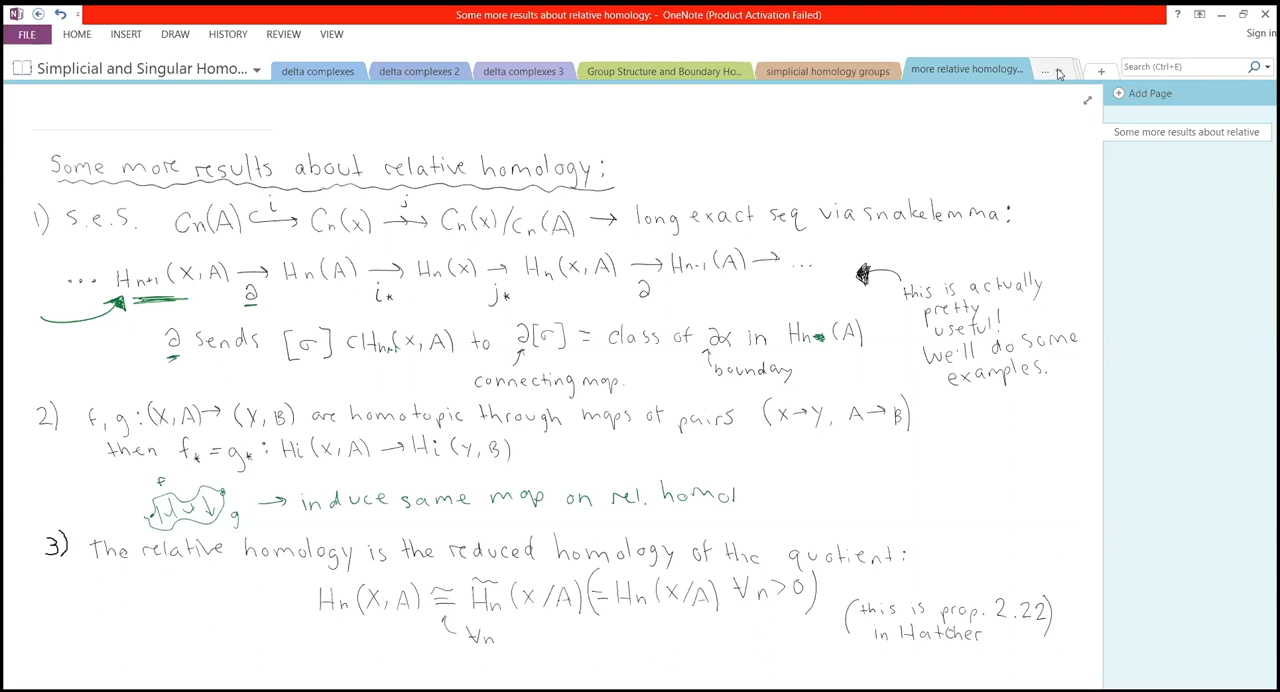 Some more results about relative homology: - OneNote (Product Activation Failed)
FILE HOME INSERT DRAW HISTORY REVIEW VIEW
Sign in
Simplicial and Singular Homo...
delta complexes
delta complexes 2
delta complexes 3
Group Structure and Boundary Ho...
simplicial homology groups
more relative homology...
...
Search (Ctrl+E)
Add Page
Some more results about relative
Some more results about relative homology:
1) S.e.s. Cn(A) i↪ Cn(x) j→ Cn(x)/Cn(A) → long exact seq via snake lemma:
... Hn+1(X,A) →∂ Hn(A) →i* Hn(x) →j* Hn(X,A) →∂ Hn-1(A) → ...
this is actually
pretty
useful!
We'll do some
examples.
∂ sends [σ] ⊂ Hn+1(X,A) to ∂[σ] = class of ∂α in Hn(A)
connecting map.
boundary
2) f,g:(X,A)→(Y,B) are homotopic through maps of pairs (X→Y, A→B)
then f* = g* : Hi(X,A) → Hi(Y,B)
f
g
→ induce same map on rel. homol
3) The relative homology is the reduced homology of the quotient:
Hn(X,A) ≅ H̃n(X/A) (= Hn(X/A) ∀n>0)
∀n
(this is prop. 2.22
in Hatcher)